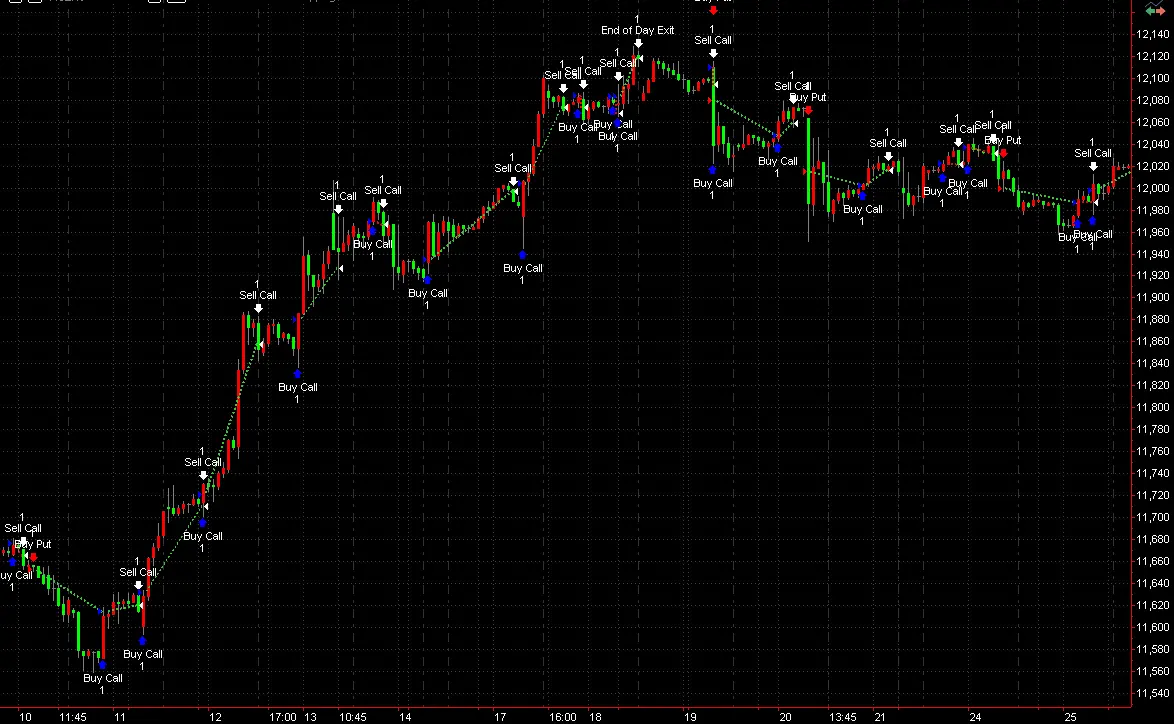 1
End of Day Exit
1
Sell Call
1
Sell Call
1
Sell Call
1
Sell Call
Buy Call
1
Buy Call
Buy Call
1
1
Sell Call
Buy Put
Buy Call
1
Buy Call
1
1
Sell Call
Buy Call
1
1
Sell Call
Buy Call
1
1
Sell Call
Buy Put
Buy Call
1
Buy Call
1
1
Sell Call
Buy Call
Buy Call
1
1
1
Sell Call
Buy Call
1
1
Sell Call
1
Sell Call
Buy Call
1
Buy Call
1
1
Sell Call
Buy Call
1
1
Sell Call
Buy Call
1
1
Sell Call
Buy Put
uy Call
1
1
Sell Call
Buy Call
1
Buy Call
1
12,140
12,120
12,100
12,080
12,060
12,040
12,020
12,000
11,980
11,960
11,940
11,920
11,900
11,880
11,860
11,840
11,820
11,800
11,780
11,760
11,740
11,720
11,700
11,680
11,660
11,640
11,620
11,600
11,580
11,560
11,540
10 11:45 11 12 17:00 13 10:45 14 17 16:00 18 19 20 13:45 21 24 25